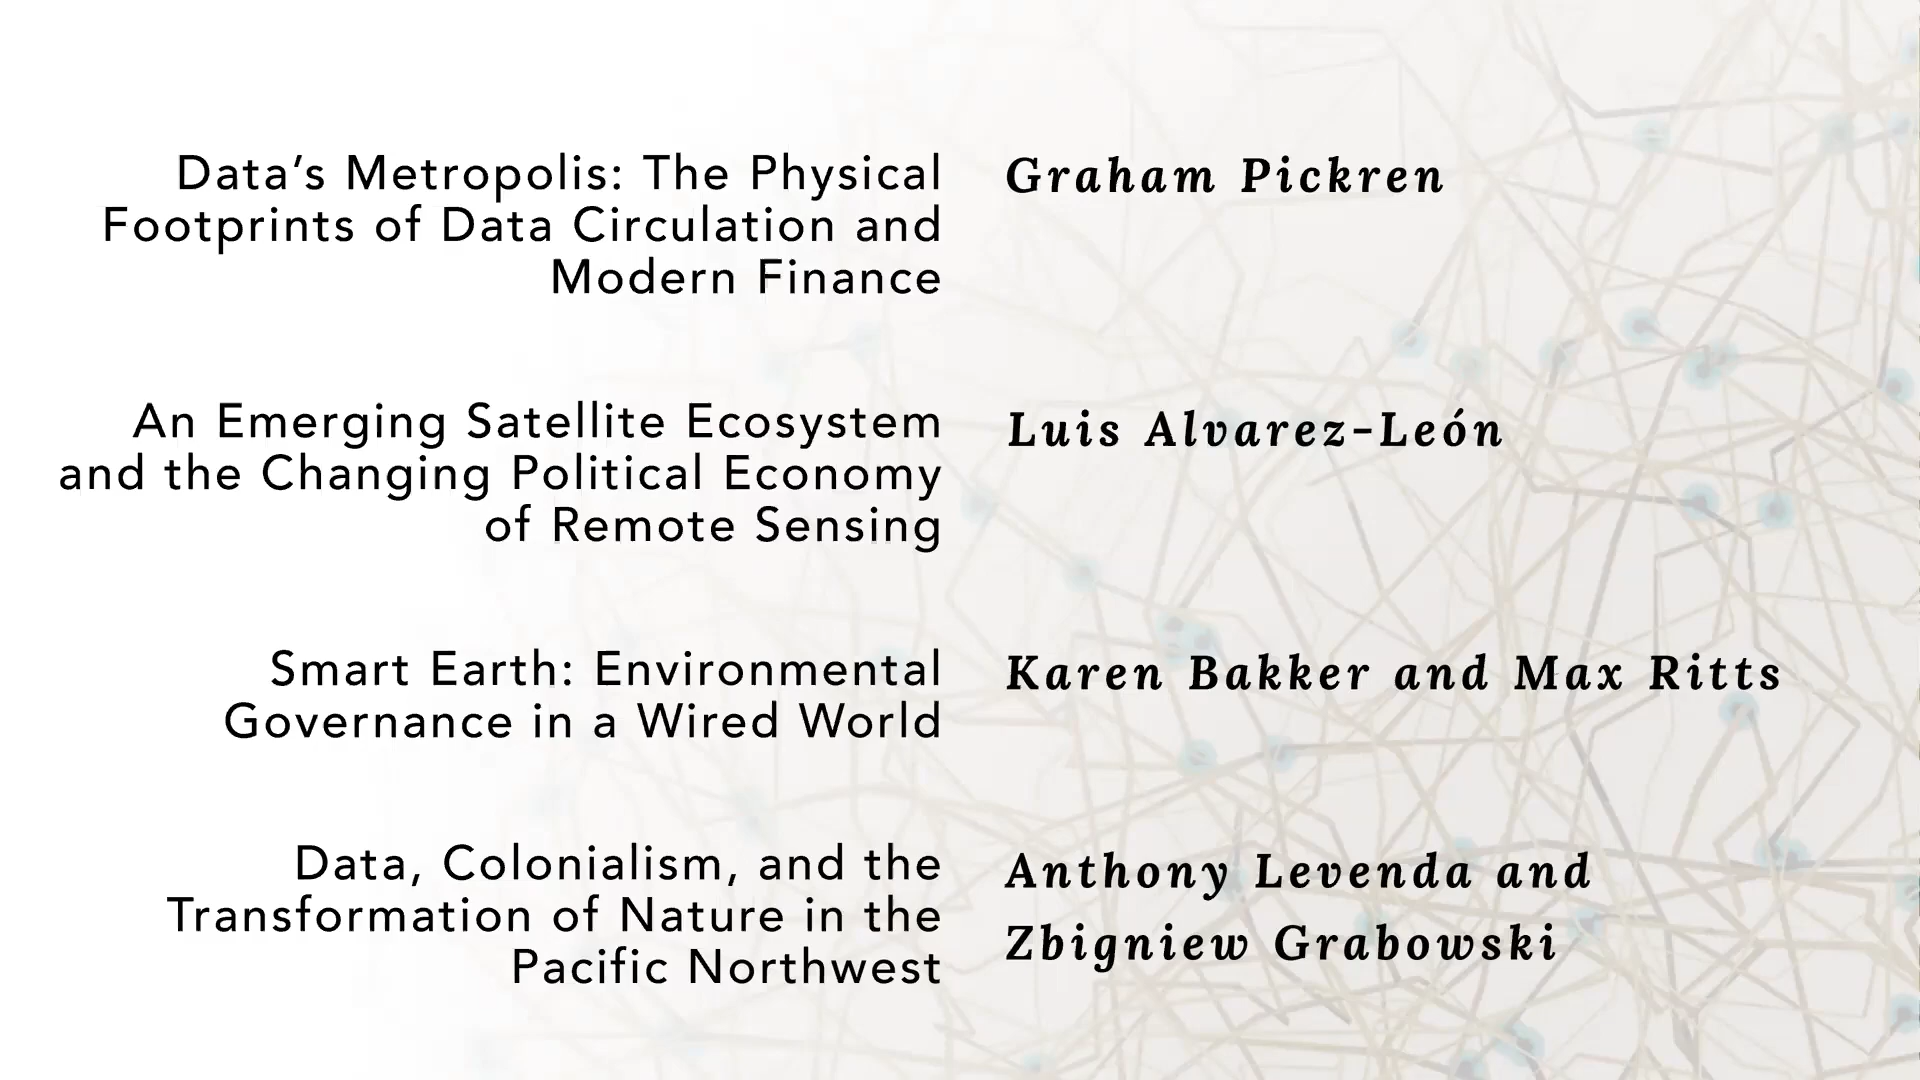 Data’s Metropolis: The Physical
Footprints of Data Circulation and
Modern Finance
Graham Pickren
An Emerging Satellite Ecosystem
and the Changing Political Economy
of Remote Sensing
Luis Alvarez-León
Smart Earth: Environmental
Governance in a Wired World
Karen Bakker and Max Ritts
Data, Colonialism, and the
Transformation of Nature in the
Pacific Northwest
Anthony Levenda and
Zbigniew Grabowski